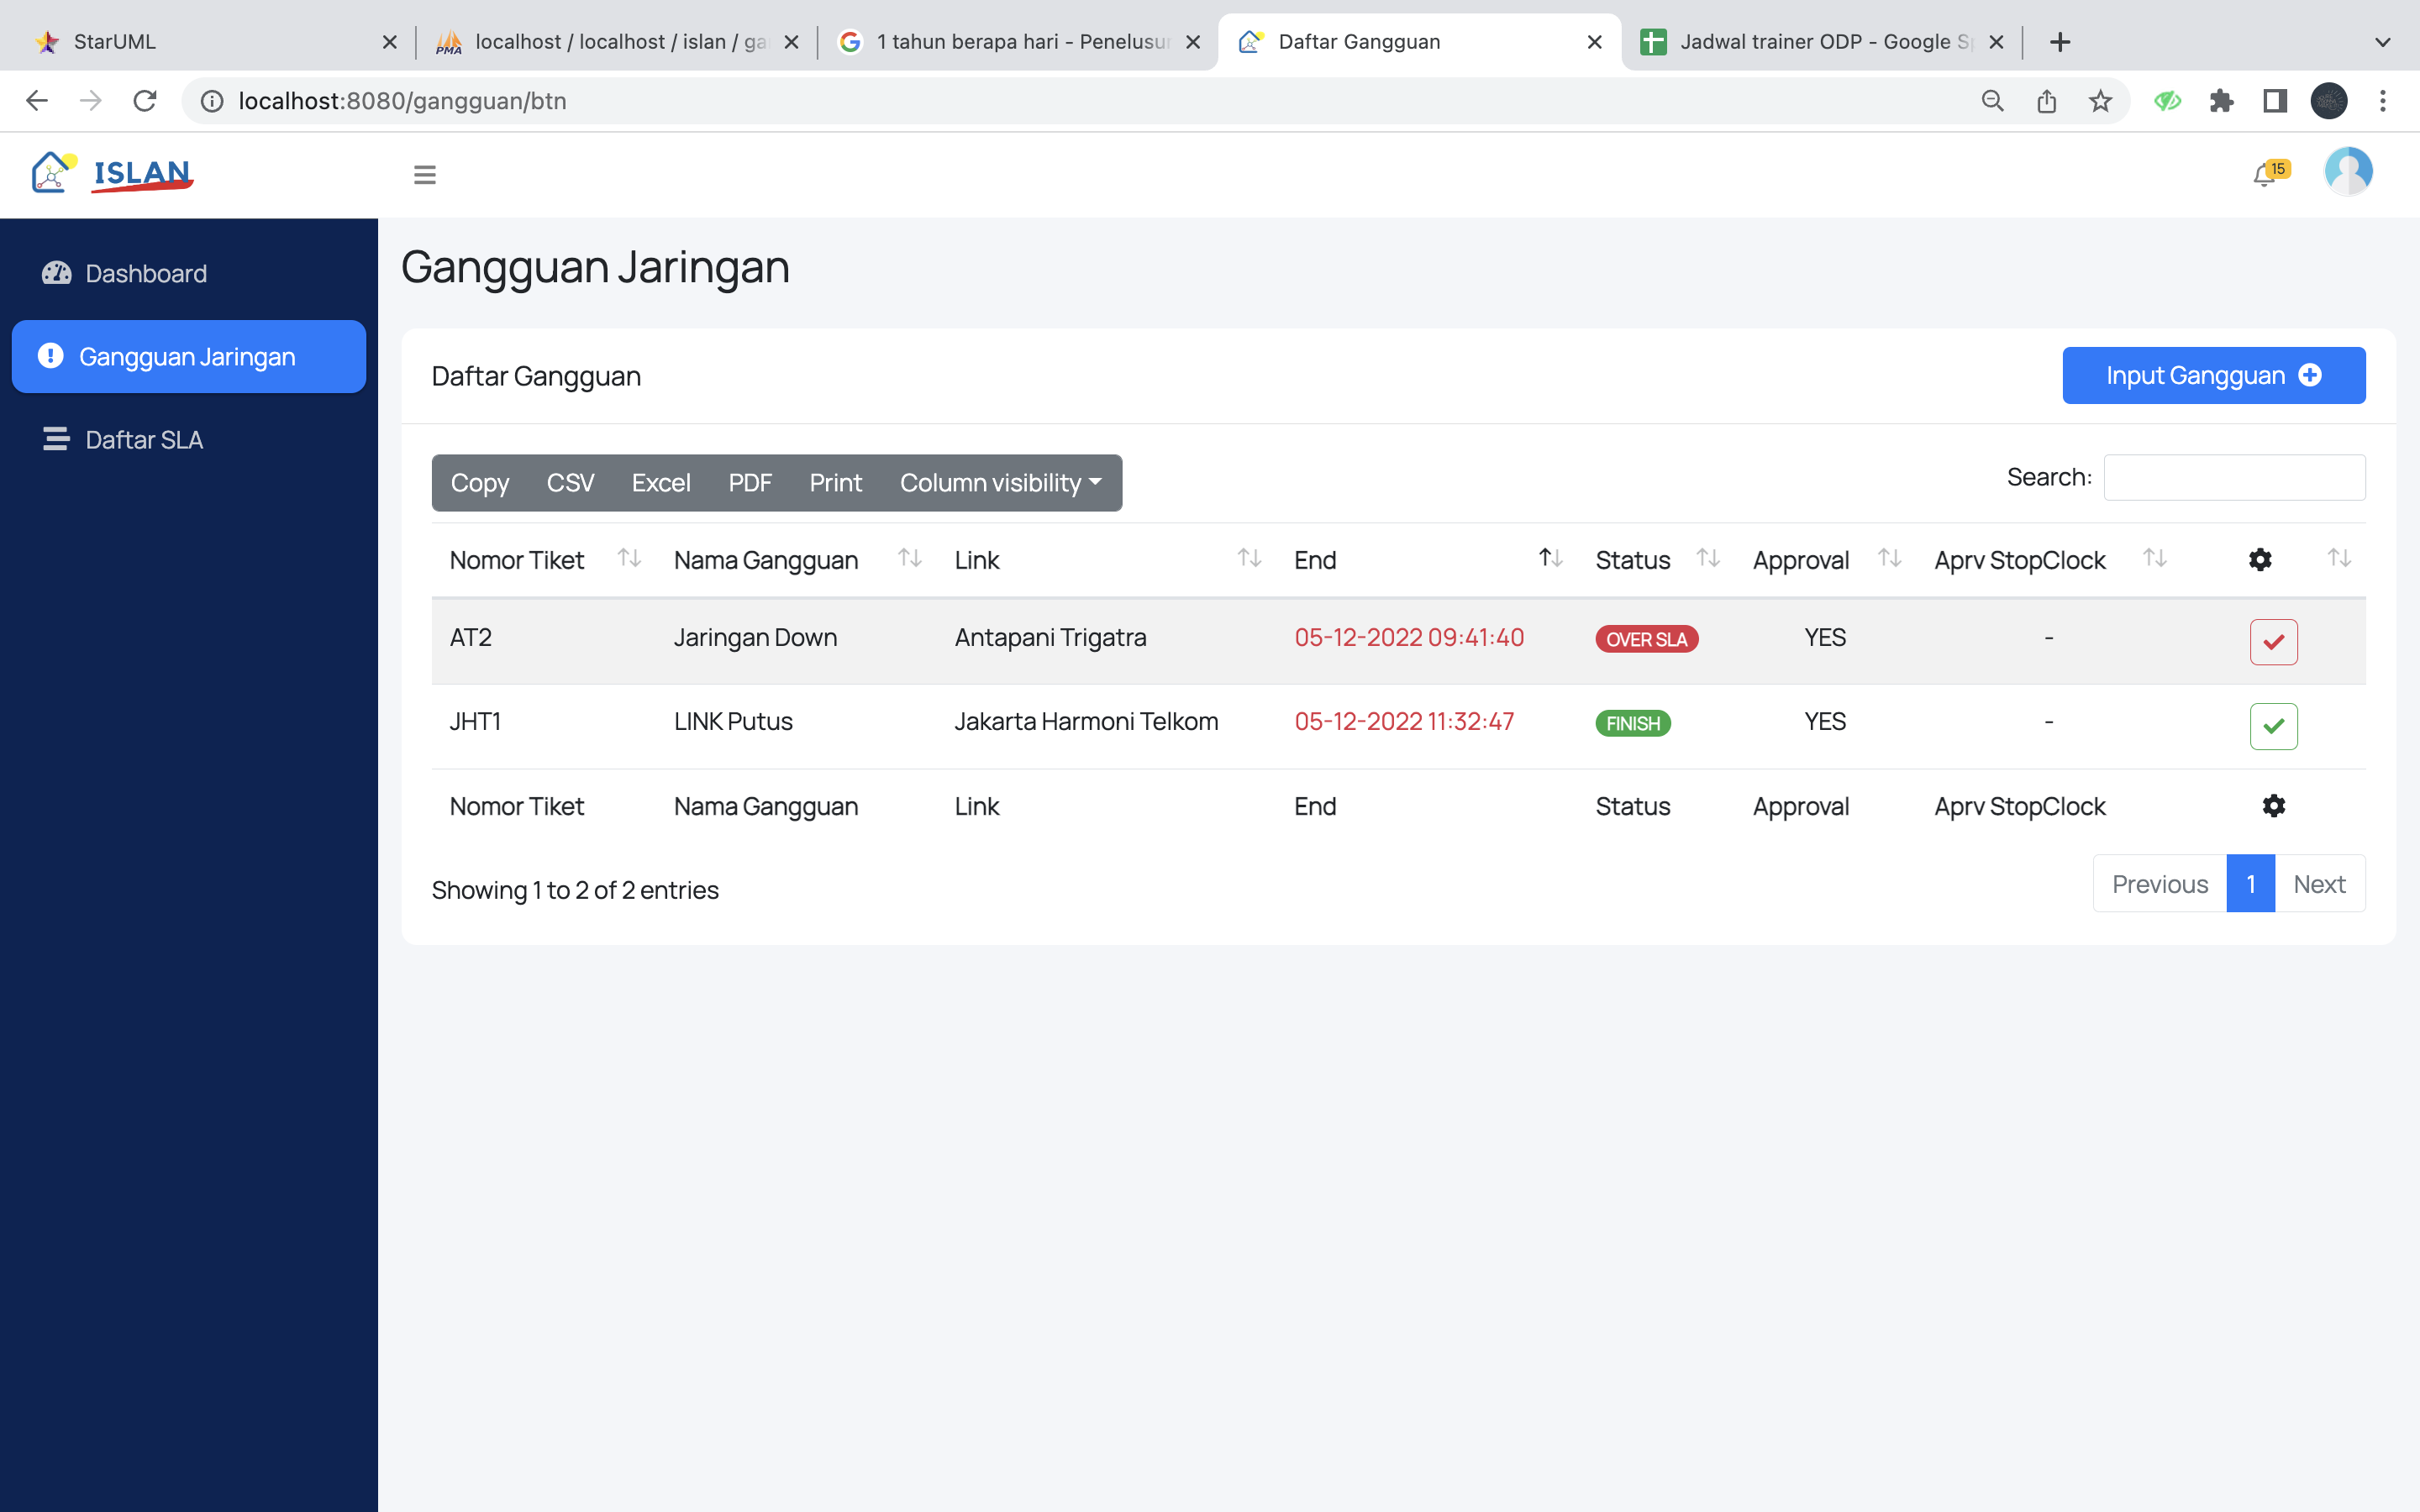 StarUML
localhost / localhost / islan / ga
1 tahun berapa hari - Penelusur
Daftar Gangguan
Jadwal trainer ODP - Google Sp
localhost:8080/gangguan/btn
ISLAN
15
Dashboard
Gangguan Jaringan
Daftar SLA
Gangguan Jaringan
Daftar Gangguan
Input Gangguan
Copy CSV Excel PDF Print Column visibility
Search:
Nomor Tiket Nama Gangguan Link End Status Approval Aprv StopClock
AT2 Jaringan Down Antapani Trigatra 05-12-2022 09:41:40 OVER SLA YES -
JHT1 LINK Putus Jakarta Harmoni Telkom 05-12-2022 11:32:47 FINISH YES -
Nomor Tiket Nama Gangguan Link End Status Approval Aprv StopClock
Showing 1 to 2 of 2 entries
Previous 1 Next